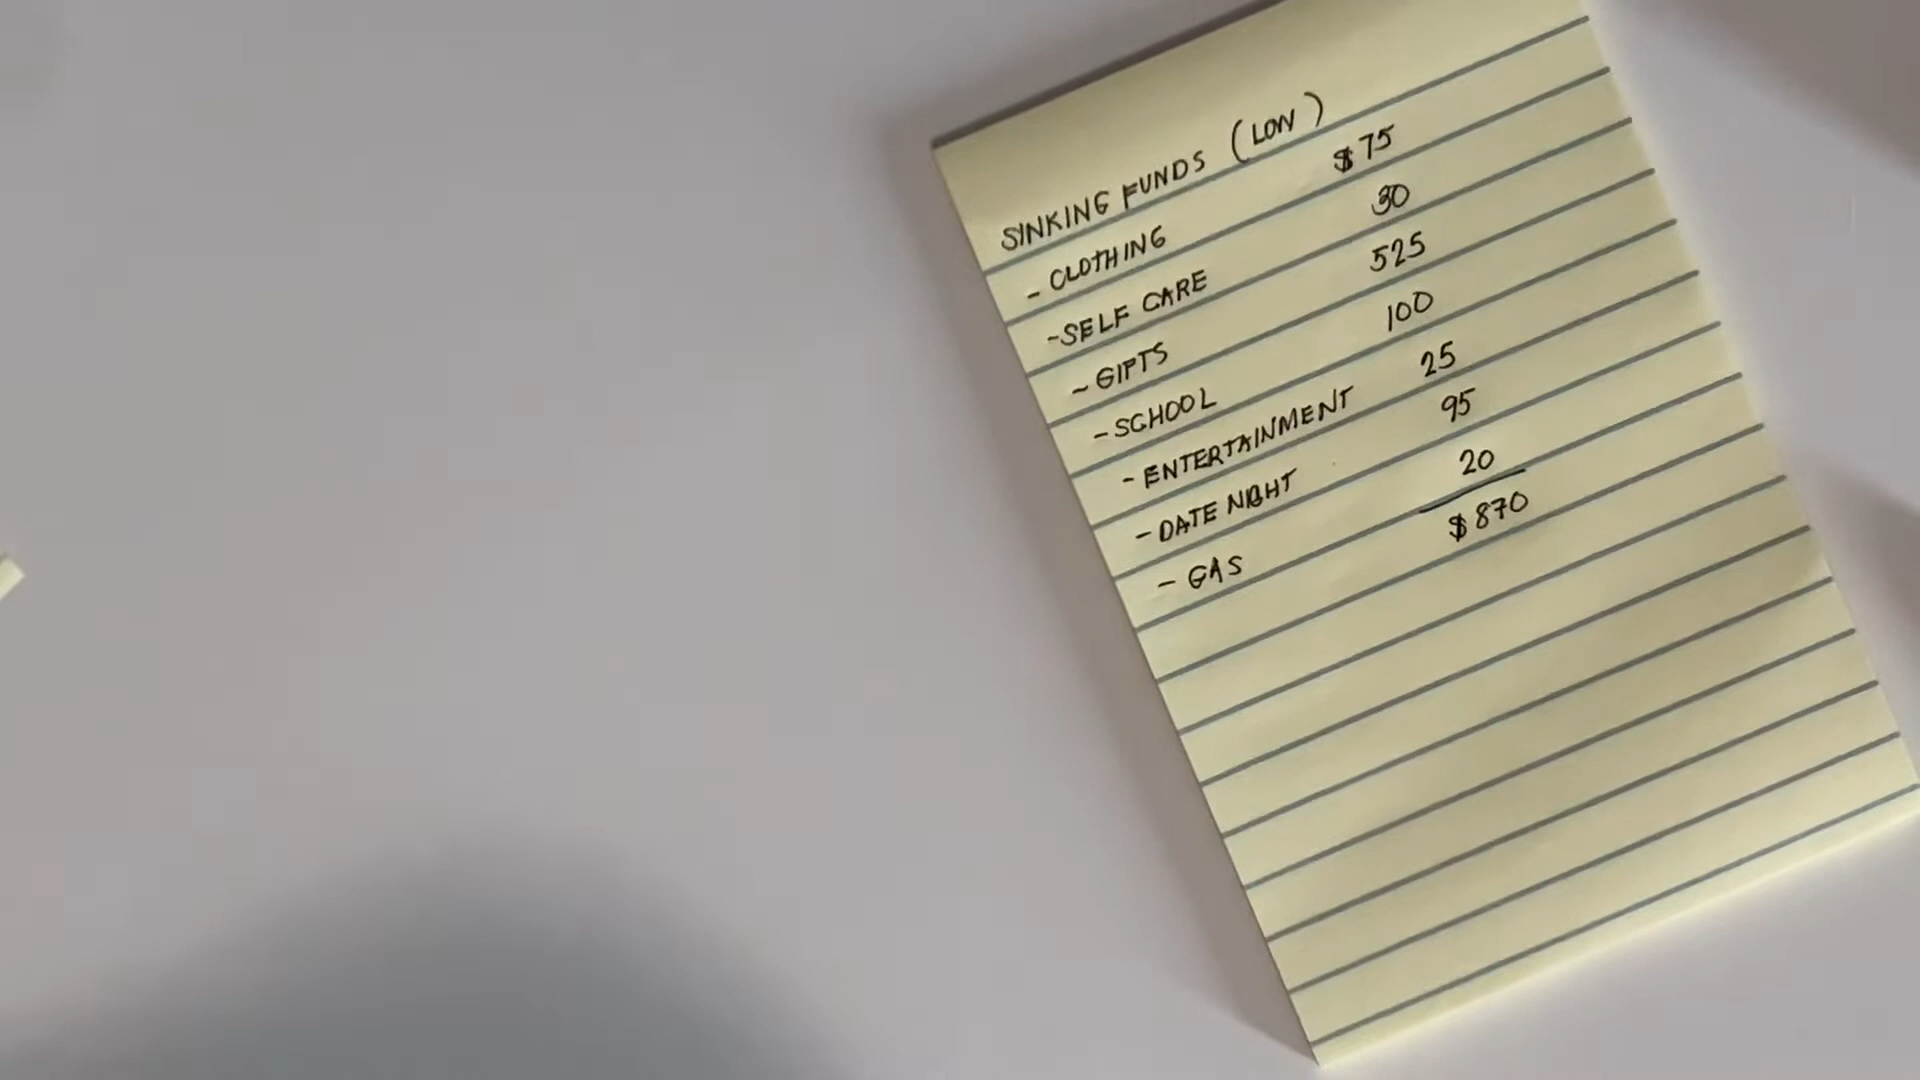 SINKING FUNDS (LOW)
- CLOTHING $75
- SELF CARE 30
- GIFTS 525
- SCHOOL 100
- ENTERTAINMENT 25
- DATE NIGHT 95
- GAS 20
$870